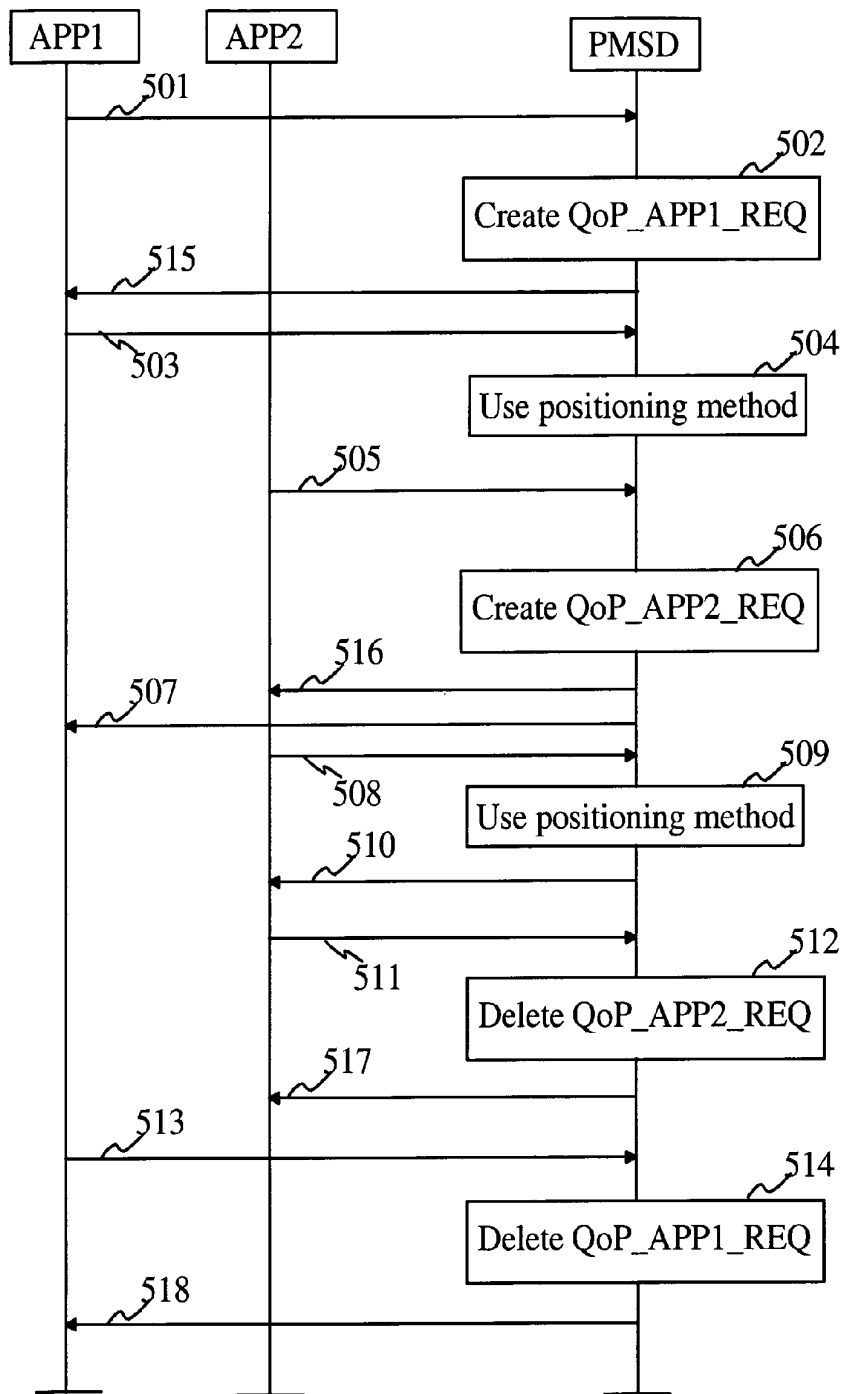 APP1
APP2
PMSD
501
502
Create QoP_APP1_REQ
515
503
504
Use positioning method
505
506
Create QoP_APP2_REQ
516
507
508
509
Use positioning method
510
511
512
Delete QoP_APP2_REQ
517
513
514
Delete QoP_APP1_REQ
518